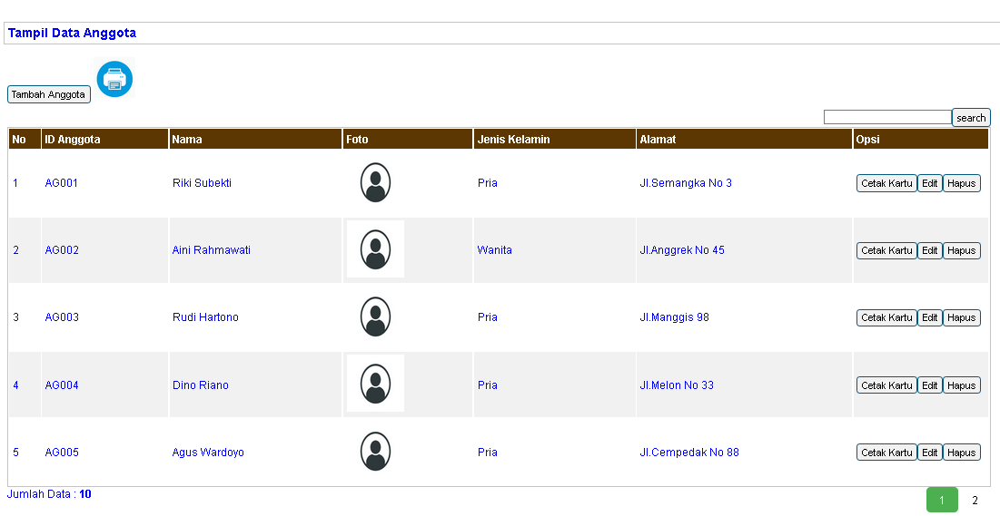 Tampil Data Anggota
Tambah Anggota
search
No ID Anggota Nama Foto Jenis Kelamin Alamat Opsi
1 AG001 Riki Subekti Pria Jl.Semangka No 3 Cetak Kartu Edit Hapus
2 AG002 Aini Rahmawati Wanita Jl.Anggrek No 45 Cetak Kartu Edit Hapus
3 AG003 Rudi Hartono Pria Jl.Manggis 98 Cetak Kartu Edit Hapus
4 AG004 Dino Riano Pria Jl.Melon No 33 Cetak Kartu Edit Hapus
5 AG005 Agus Wardoyo Pria Jl.Cempedak No 88 Cetak Kartu Edit Hapus
Jumlah Data : 10 1 2